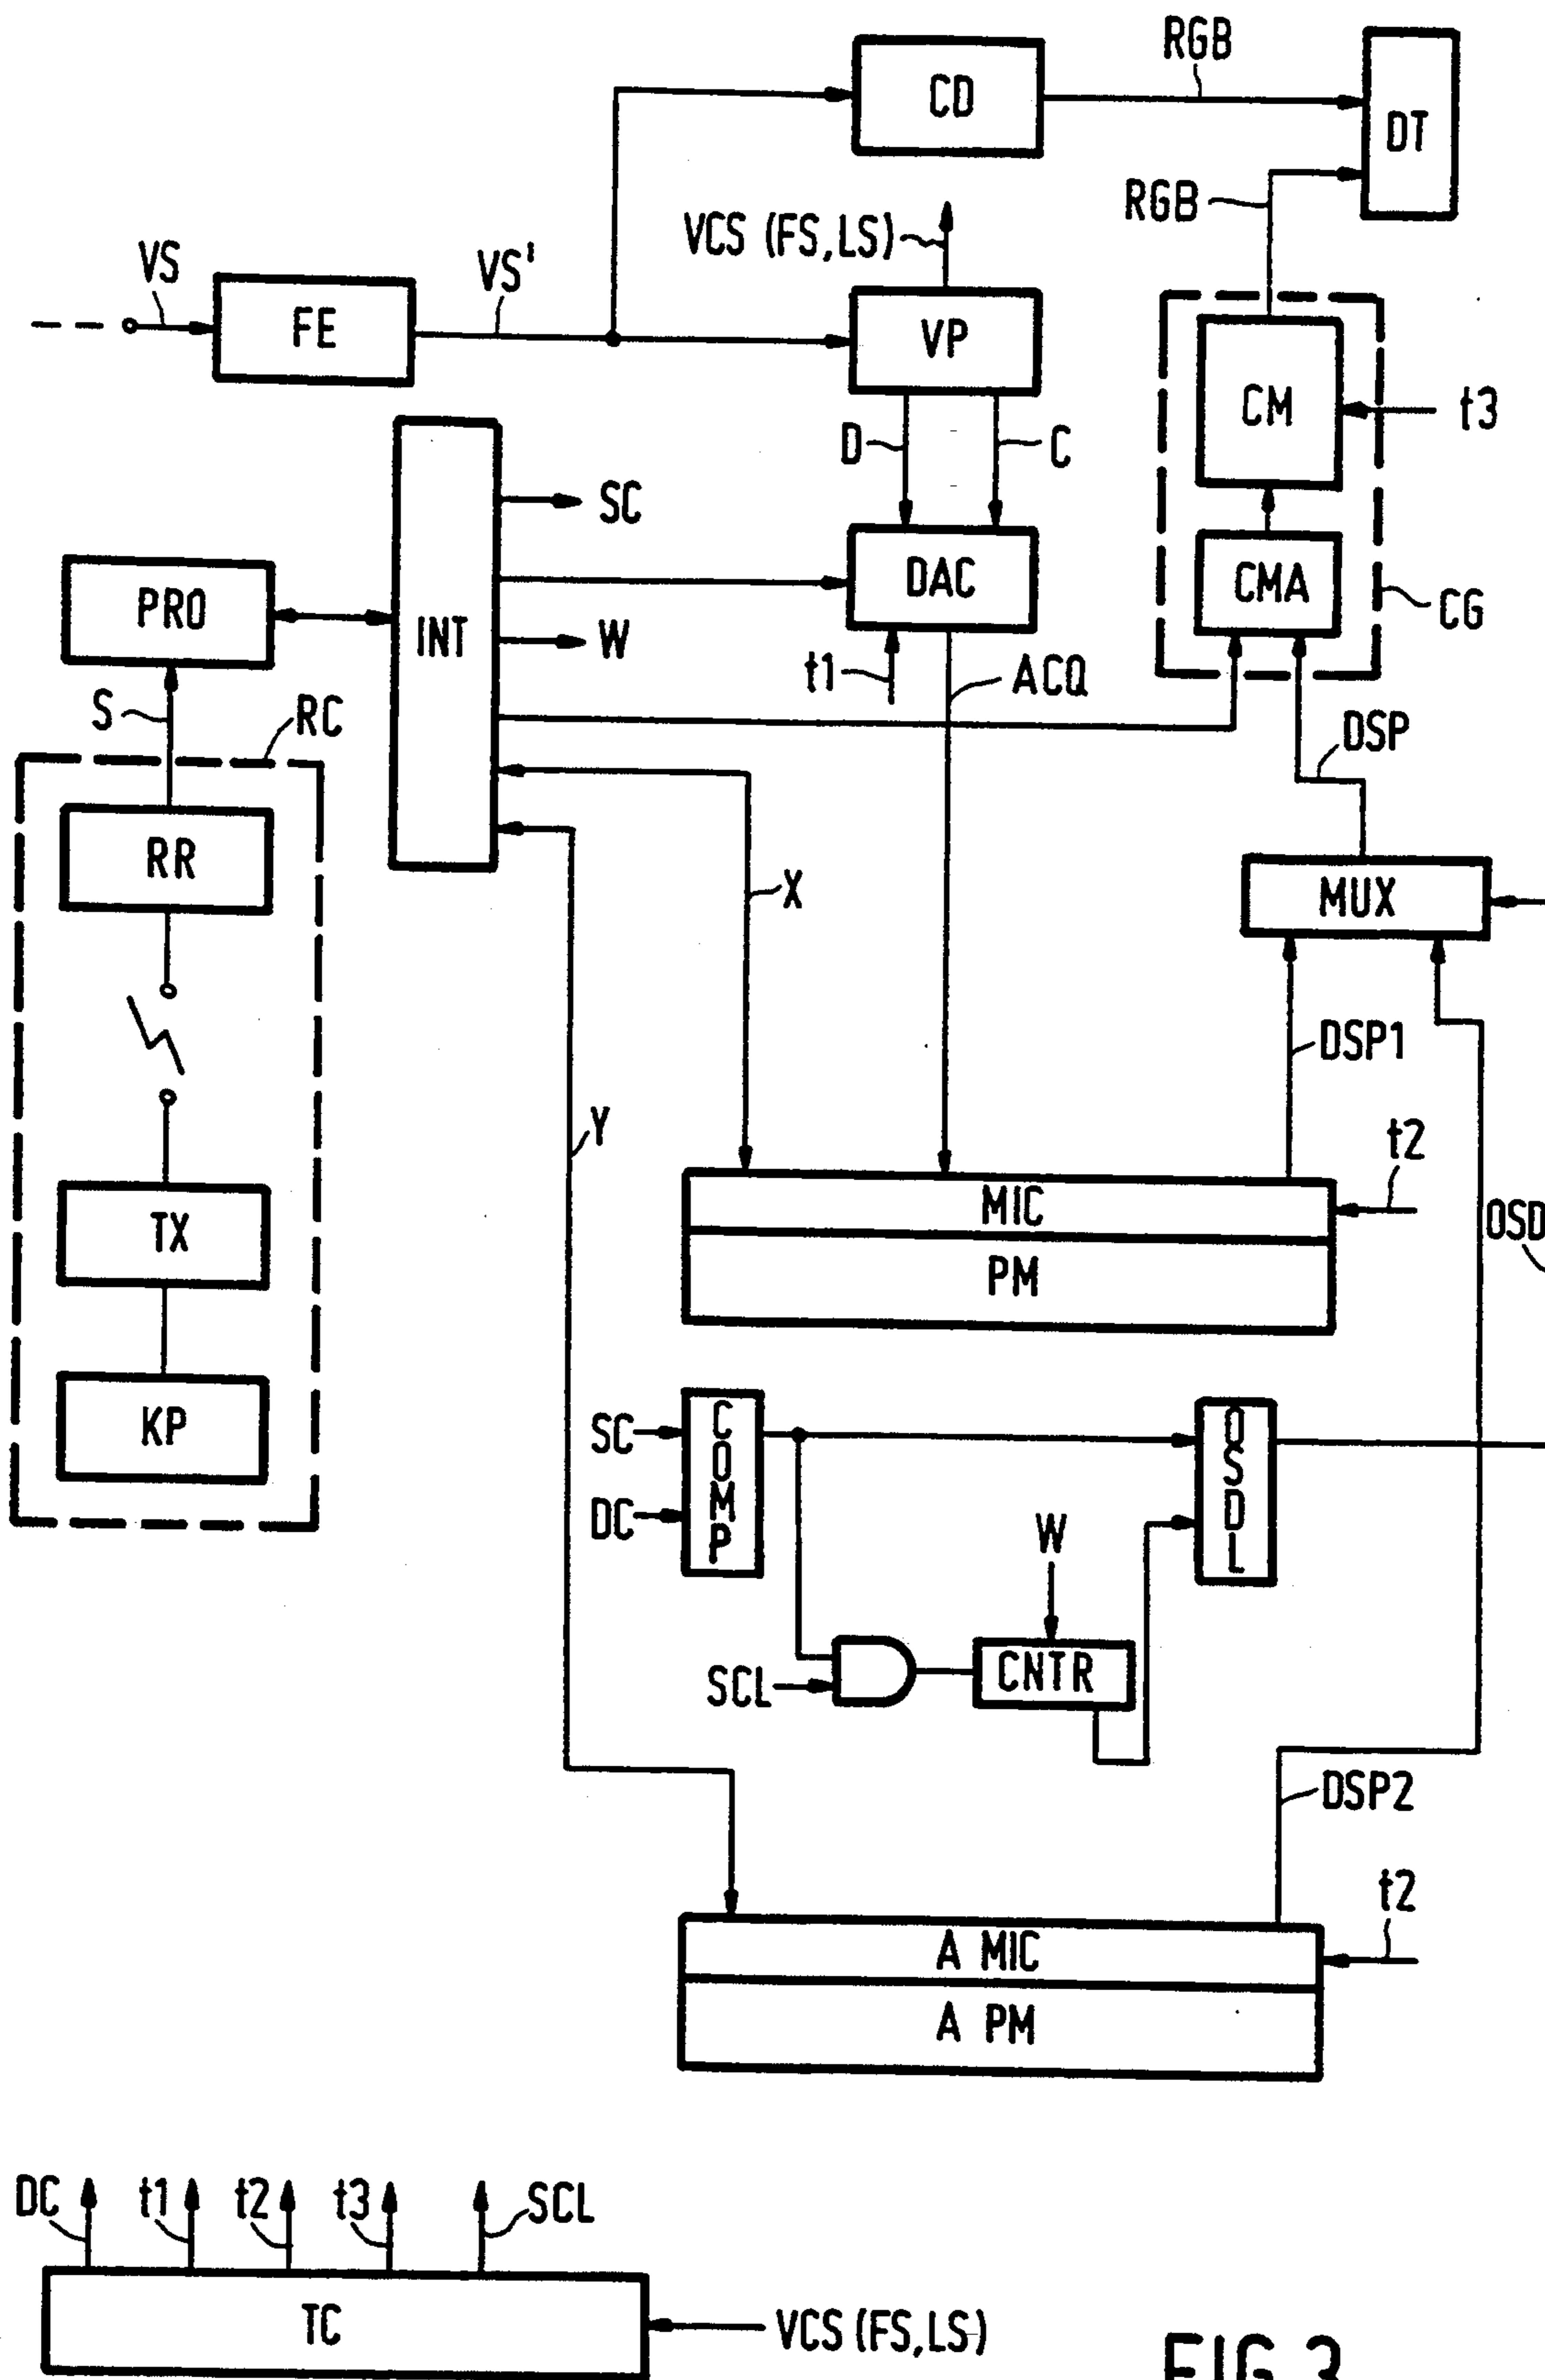 RGB
CD
DT
RGB
VCS (FS,LS)
VS
VS'
FE
VP
CM
t3
D
C
SC
DAC
CMA
PRO
INT
W
CG
t1
ACQ
S
RC
DSP
RR
X
MUX
DSP1
Y
t2
TX
MIC
OSD
PM
KP
SC
COMP
OSDL
DC
W
SCL
CNTR
DSP2
t2
A MIC
A PM
DC
t1
t2
t3
SCL
TC
VCS (FS,LS)
FIG.3